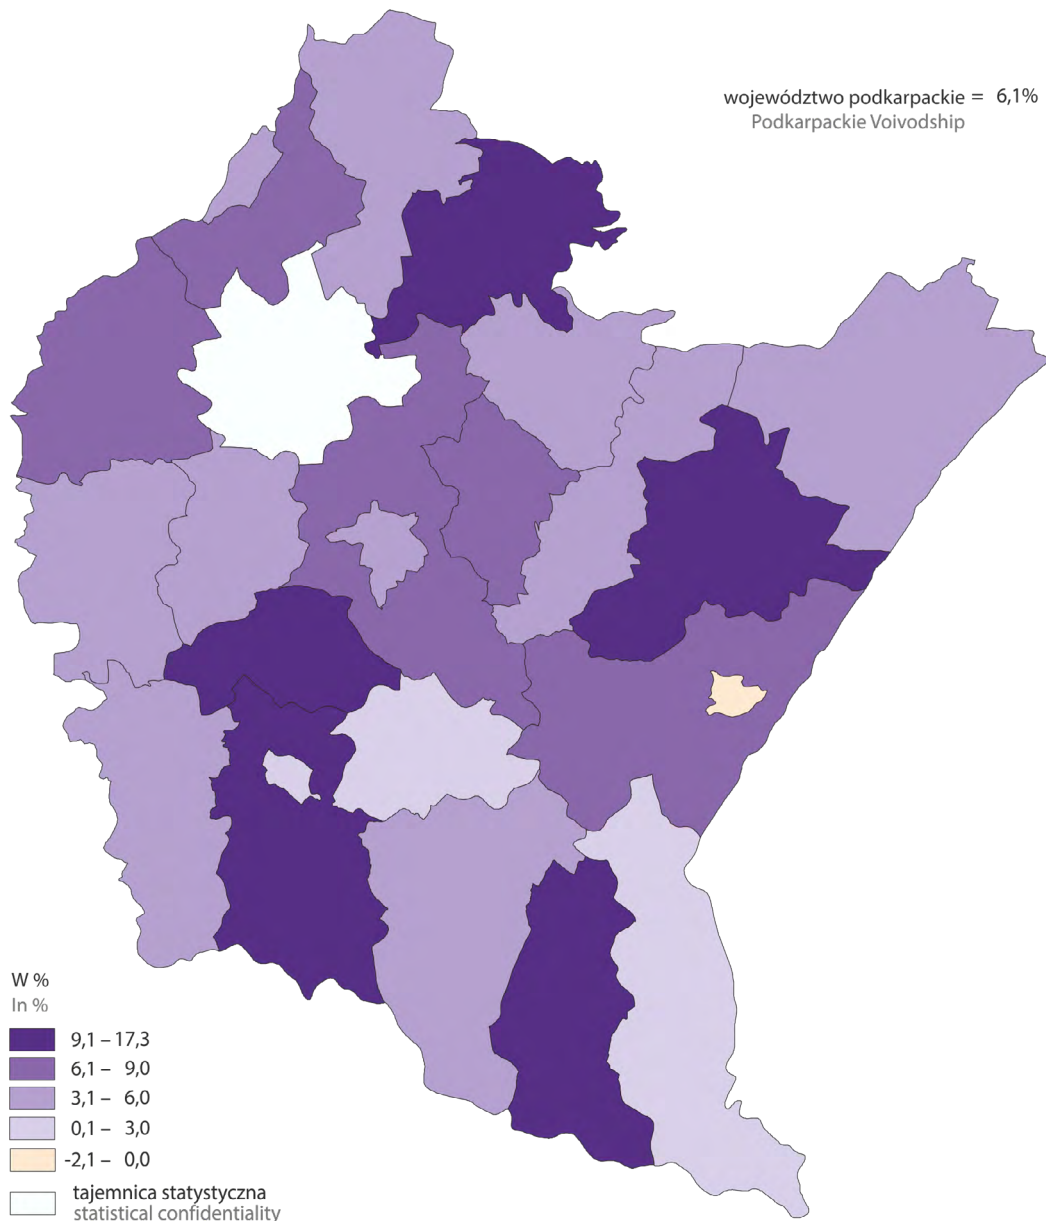 województwo podkarpackie = 6,1%
Podkarpackie Voivodship
W %
In %
9,1 – 17,3
6,1 – 9,0
3,1 – 6,0
0,1 – 3,0
-2,1 – 0,0
tajemnica statystyczna
statistical confidentiality